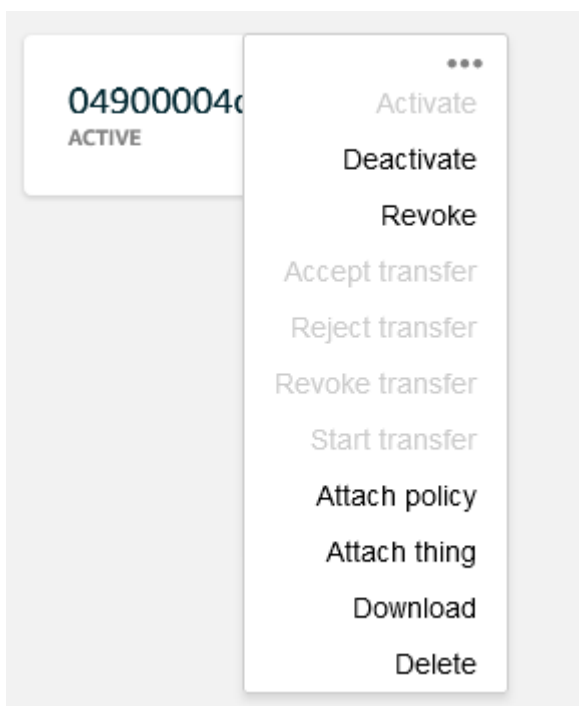 04900004
ACTIVE
Activate
Deactivate
Revoke
Accept transfer
Reject transfer
Revoke transfer
Start transfer
Attach policy
Attach thing
Download
Delete